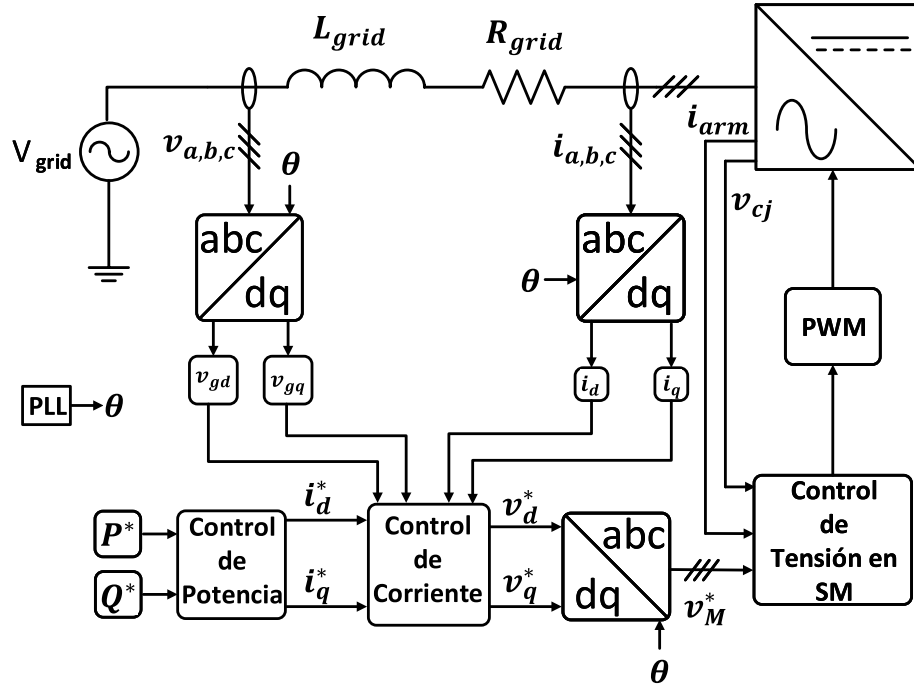 L_grid
R_grid
V_grid
v_a,b,c
θ
i_a,b,c
i_arm
v_cj
abc
dq
θ
abc
dq
PWM
v_gd
v_gq
i_d
i_q
PLL
θ
P*
Q*
Control
de
Potencia
i_d^*
i_q^*
Control
de
Corriente
v_d^*
v_q^*
abc
dq
θ
v_M^*
Control
de
Tensión en
SM